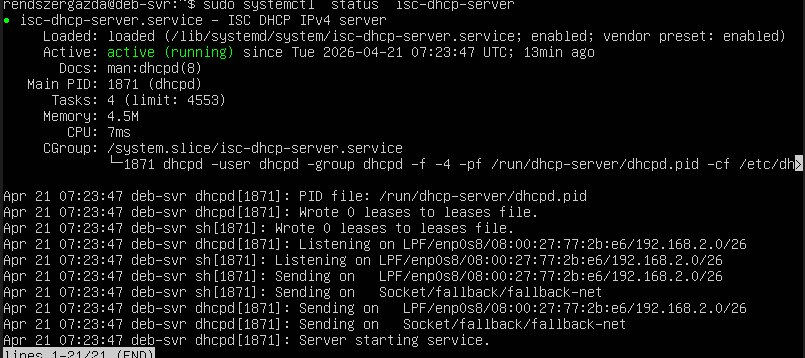 rendszergazda@deb-svr:~$ sudo systemctl  status  isc-dhcp-server
● isc-dhcp-server.service - ISC DHCP IPv4 server
     Loaded: loaded (/lib/systemd/system/isc-dhcp-server.service; enabled; vendor preset: enabled)
     Active: active (running) since Tue 2026-04-21 07:23:47 UTC; 13min ago
       Docs: man:dhcpd(8)
   Main PID: 1871 (dhcpd)
      Tasks: 4 (limit: 4553)
     Memory: 4.5M
        CPU: 7ms
     CGroup: /system.slice/isc-dhcp-server.service
             └─1871 dhcpd -user dhcpd -group dhcpd -f -4 -pf /run/dhcp-server/dhcpd.pid -cf /etc/dh>
Apr 21 07:23:47 deb-svr dhcpd[1871]: PID file: /run/dhcp-server/dhcpd.pid
Apr 21 07:23:47 deb-svr dhcpd[1871]: Wrote 0 leases to leases file.
Apr 21 07:23:47 deb-svr sh[1871]: Wrote 0 leases to leases file.
Apr 21 07:23:47 deb-svr dhcpd[1871]: Listening on LPF/enp0s8/08:00:27:77:2b:e6/192.168.2.0/26
Apr 21 07:23:47 deb-svr sh[1871]: Listening on LPF/enp0s8/08:00:27:77:2b:e6/192.168.2.0/26
Apr 21 07:23:47 deb-svr sh[1871]: Sending on   LPF/enp0s8/08:00:27:77:2b:e6/192.168.2.0/26
Apr 21 07:23:47 deb-svr sh[1871]: Sending on   Socket/fallback/fallback-net
Apr 21 07:23:47 deb-svr dhcpd[1871]: Sending on   LPF/enp0s8/08:00:27:77:2b:e6/192.168.2.0/26
Apr 21 07:23:47 deb-svr dhcpd[1871]: Sending on   Socket/fallback/fallback-net
Apr 21 07:23:47 deb-svr dhcpd[1871]: Server starting service.
lines 1-21/21 (END)